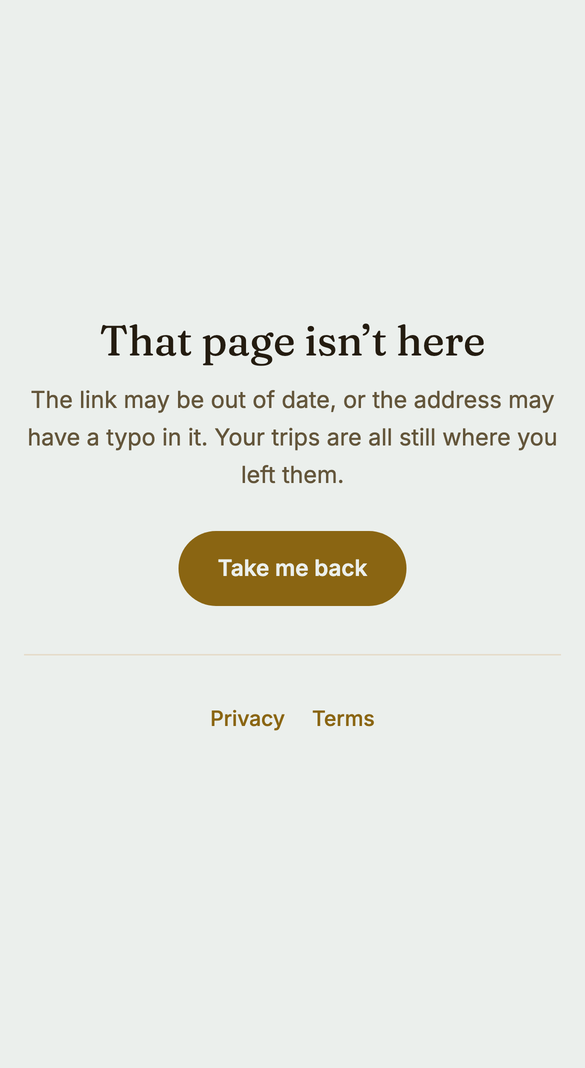 That page isn’t here
The link may be out of date, or the address may
have a typo in it. Your trips are all still where you
left them.
Take me back
Privacy Terms